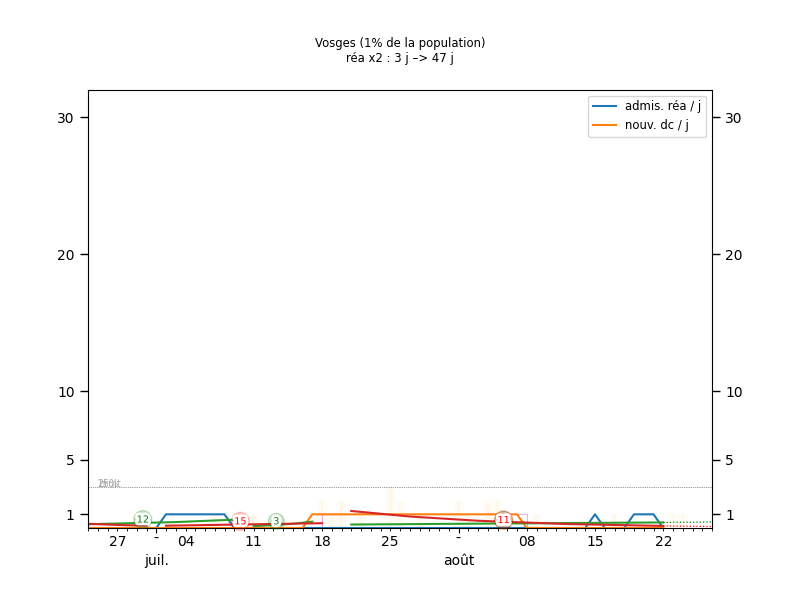 Vosges (1% de la population)
réa x2 : 3 j –> 47 j
admis. réa / j
nouv. dc / j
30 30
20 20
10 10
5 5
1 1
12 15 3 11
27 - 04 11 18 25 - 08 15 22
juil. août